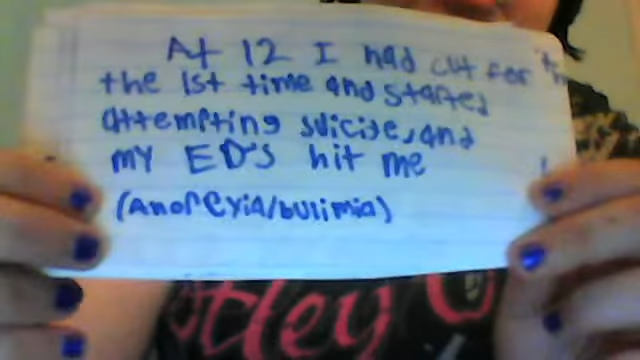 At 12 I had cut for
the 1st time and started
attempting suicide, and
my ED'S hit me
(Anorexia/bulimia)
otley